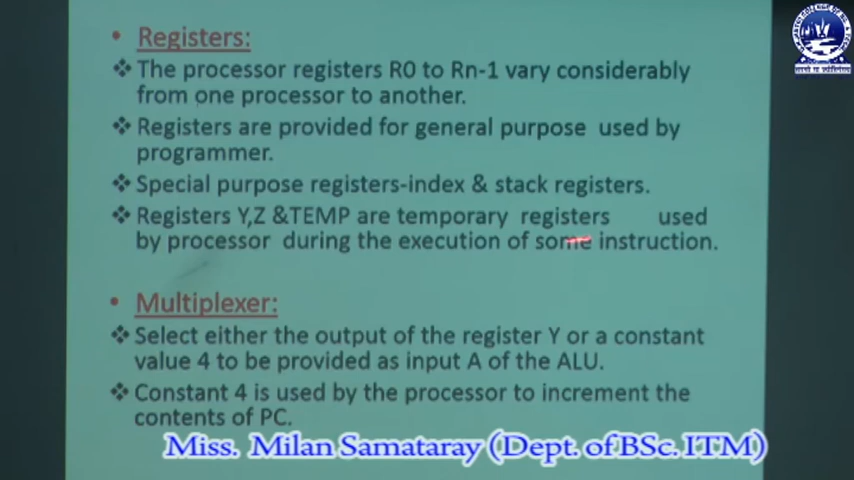 • Registers:
❖ The processor registers R0 to Rn-1 vary considerably
from one processor to another.
❖ Registers are provided for general purpose used by
programmer.
❖ Special purpose registers-index & stack registers.
❖ Registers Y,Z &TEMP are temporary registers used
by processor during the execution of some instruction.
• Multiplexer:
❖ Select either the output of the register Y or a constant
value 4 to be provided as input A of the ALU.
❖ Constant 4 is used by the processor to increment the
contents of PC.
Miss. Milan Samataray (Dept. of BSc. ITM)